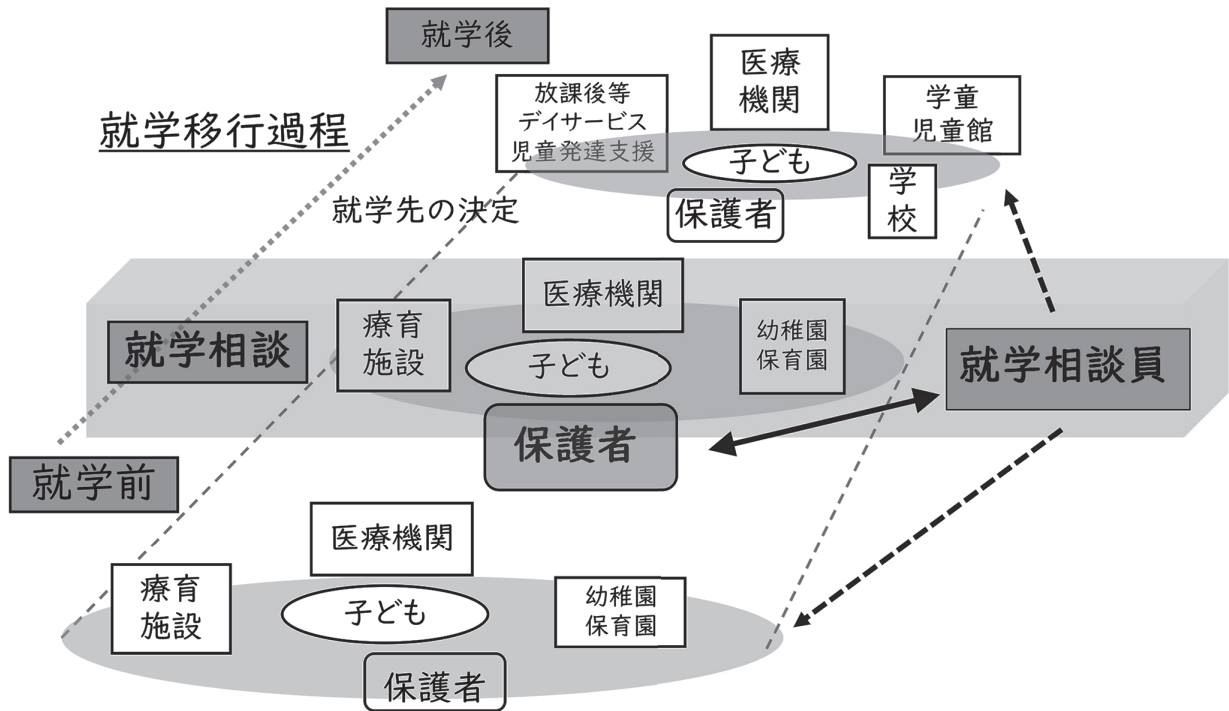 就学後
医療
機関
放課後等
デイサービス
児童発達支援
学童
児童館
就学移行過程
子ども
学
校
保護者
就学先の決定
医療機関
療育
施設
幼稚園
保育園
就学相談
子ども
就学相談員
保護者
就学前
医療機関
療育
施設
子ども
幼稚園
保育園
保護者